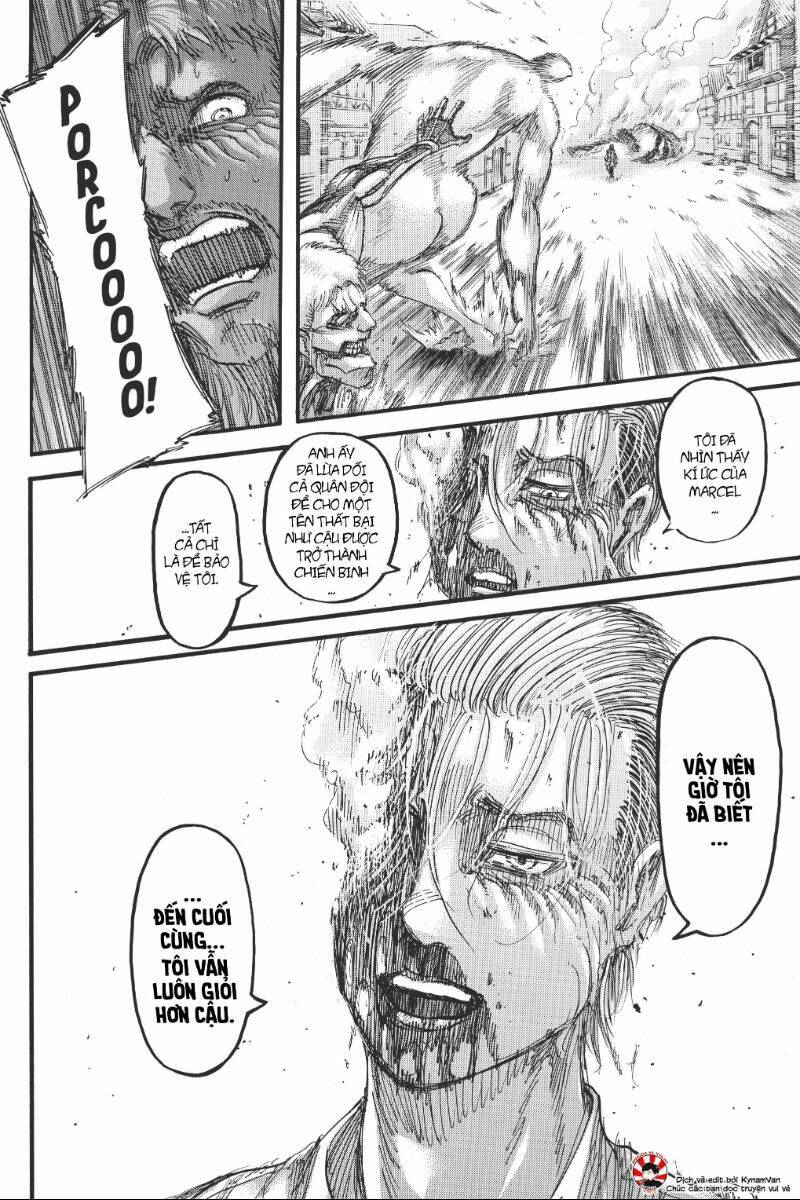 PORCOOOOOO!
TÔI ĐÃ
NHÌN THẤY
KÍ ỨC CỦA
MARCEL
ANH ẤY
ĐÃ LỪA DỐI
CẢ QUÂN ĐỘI
ĐỂ CHO MỘT
TÊN THẤT BẠI
NHƯ CẬU ĐƯỢC
TRỞ THÀNH
CHIẾN BINH
...
...TẤT
CẢ CHỈ
LÀ ĐỂ BẢO
VỆ TÔI.
VẬY NÊN
GIỜ TÔI
ĐÃ BIẾT
...
...
ĐẾN CUỐI
CÙNG...
TÔI VẪN
LUÔN GIỎI
HƠN CẬU.
Dịch và edit bởi KynamVan
Chúc các bạn đọc truyện vui vẻ